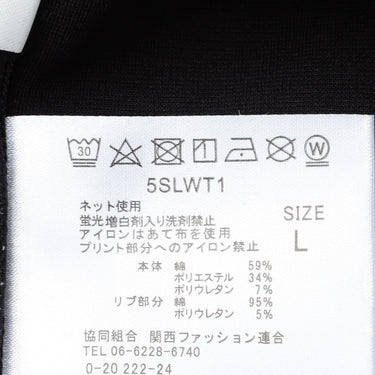 30 W
5SLWT1
ネット使用
蛍光増白剤入り洗剤禁止
アイロンはあて布を使用
プリント部分へのアイロン禁止
SIZE
L
本体 綿 59%
ポリエステル 34%
ポリウレタン 7%
リブ部分 綿 95%
ポリウレタン 5%
協同組合 関西ファッション連合
TEL 06-6228-6740
0-20 222-24